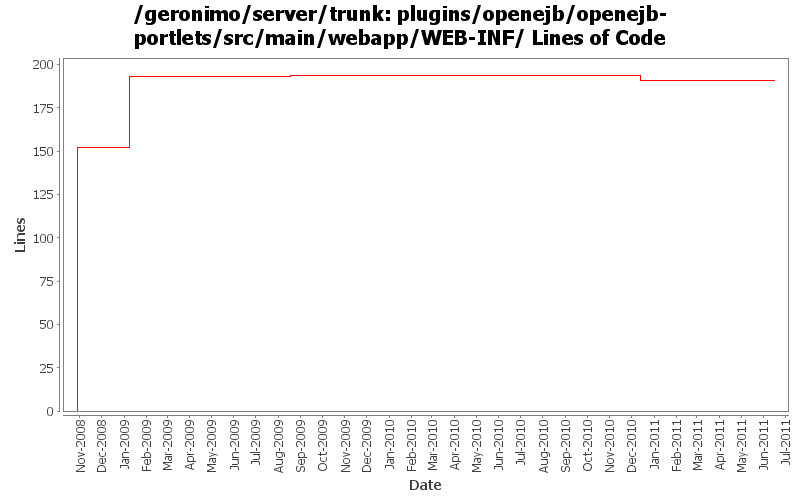 /geronimo/server/trunk: plugins/openejb/openejb-
portlets/src/main/webapp/WEB-INF/ Lines of Code
200
175
150
125
100
75
50
25
0
Lines
Nov-2008
Dec-2008
Jan-2009
Feb-2009
Mar-2009
Apr-2009
May-2009
Jun-2009
Jul-2009
Aug-2009
Sep-2009
Oct-2009
Nov-2009
Dec-2009
Jan-2010
Feb-2010
Mar-2010
Apr-2010
May-2010
Jun-2010
Jul-2010
Aug-2010
Sep-2010
Oct-2010
Nov-2010
Dec-2010
Jan-2011
Feb-2011
Mar-2011
Apr-2011
May-2011
Jun-2011
Jul-2011
Date